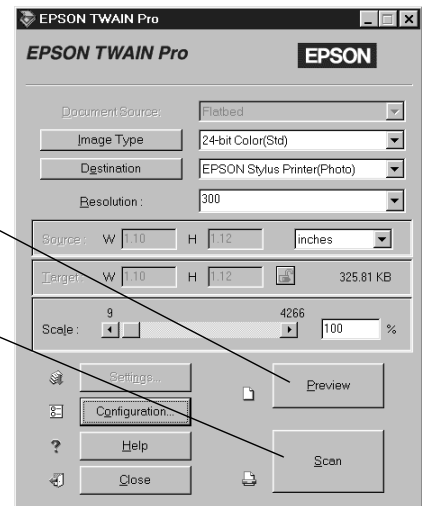 EPSON TWAIN Pro
EPSON TWAIN Pro EPSON
Document Source: Flatbed
Image Type 24-bit Color(Std)
Destination EPSON Stylus Printer(Photo)
Resolution : 300
Source: W 1.10 H 1.12 inches
Target: W 1.10 H 1.12 325.81 KB
9 4266
Scale : 100 %
Settings...
Preview
Configuration...
? Help
Scan
Close